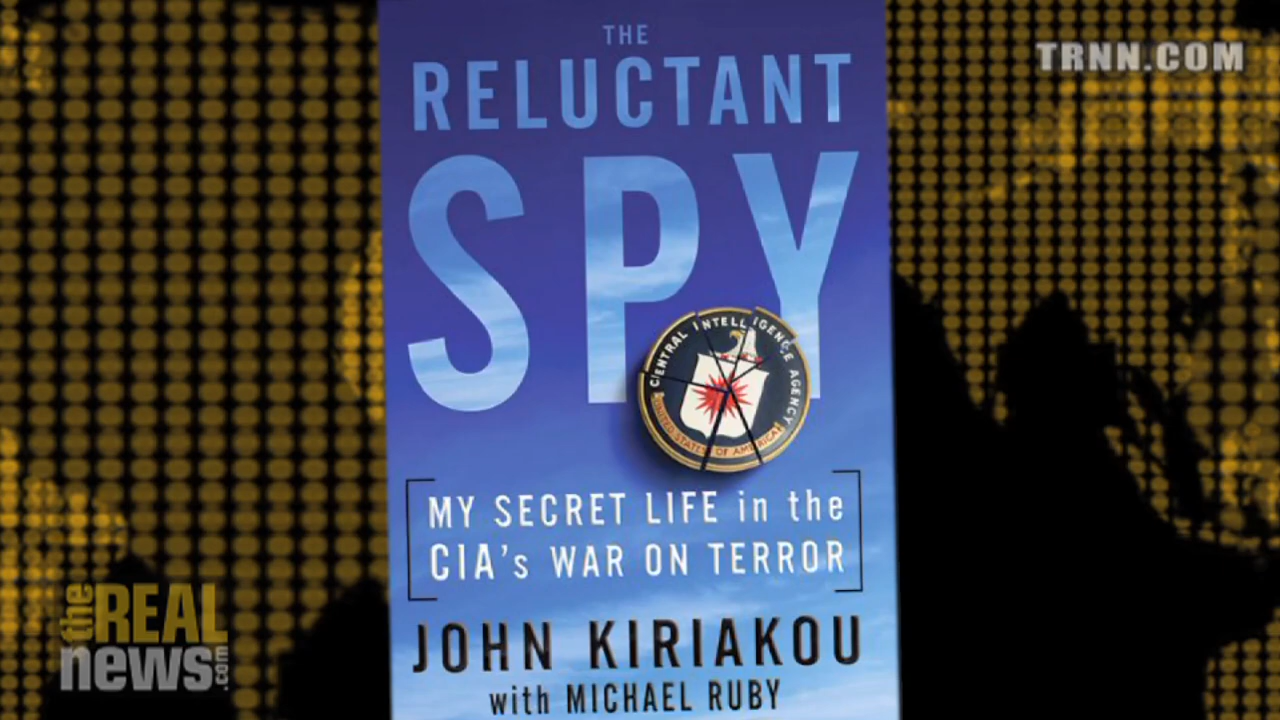 TRNN.COM
THE
RELUCTANT
SPY
CENTRAL INTELLIGENCE AGENCY
UNITED STATES OF AMERICA
MY SECRET LIFE in the
CIA's WAR ON TERROR
JOHN KIRIAKOU
with MICHAEL RUBY
the REAL
news.com